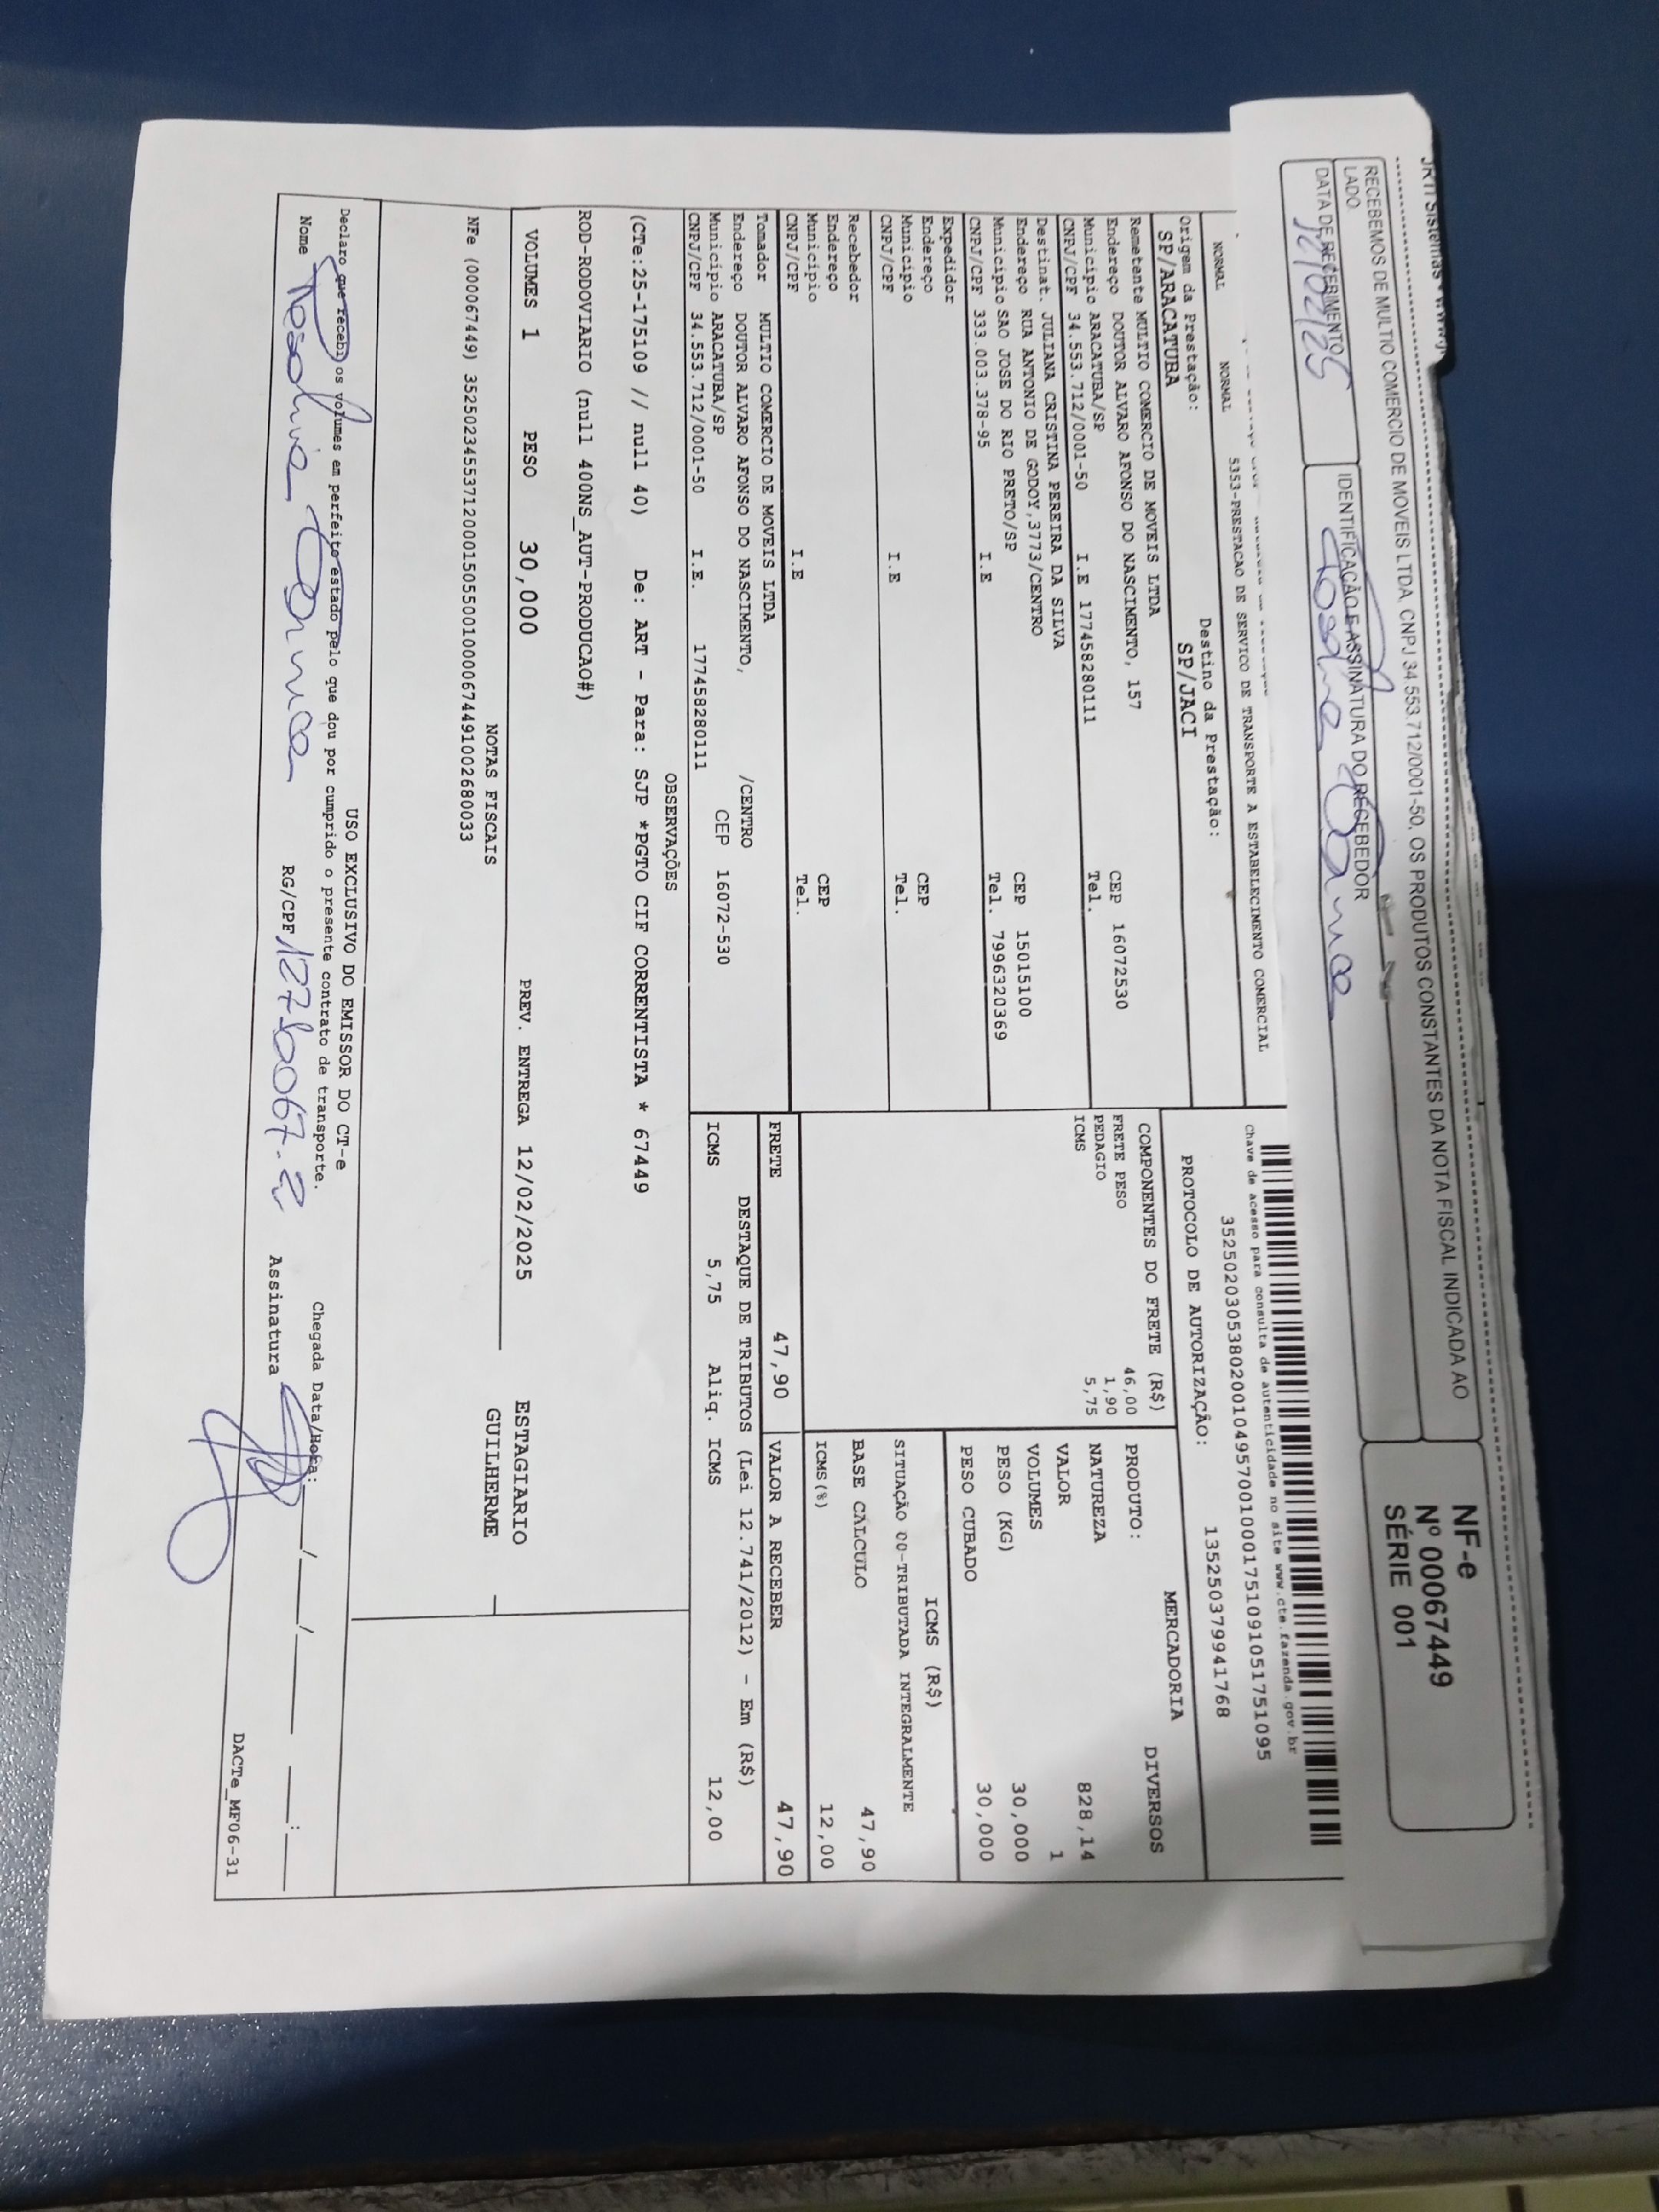 RECEBEMOS DE MULTIO COMERCIO DE MOVEIS LTDA, CNPJ 34.553.712/0001-50, OS PRODUTOS CONSTANTES DA NOTA FISCAL INDICADA AO
LADO.
DATA DE RECEBIMENTO
IDENTIFICAÇÃO E ASSINATURA DO RECEBEDOR
NF-e
Nº 00067449
SÉRIE 001
NORMAL NORMAL 5353-PRESTACAO DE SERVICO DE TRANSPORTE A ESTABELECIMENTO COMERCIAL
Chave de acesso para consulta de autenticidade no site www.cte.fazenda.gov.br
35250203053802001049570010001751091051751095
PROTOCOLO DE AUTORIZAÇÃO: 135250379941768
Origem da Prestação:
SP/ARACATUBA
Destino da Prestação:
SP/JACI
Remetente MULTIO COMERCIO DE MOVEIS LTDA
Endereço DOUTOR ALVARO AFONSO DO NASCIMENTO, 157 CEP 16072530
Município ARACATUBA/SP Tel.
CNPJ/CPF 34.553.712/0001-50 I.E 177458280111
Destinat. JULIANA CRISTINA PEREIRA DA SILVA
Endereço RUA ANTONIO DE GODOY,3773/CENTRO CEP 15015100
Município SAO JOSE DO RIO PRETO/SP Tel. 7996320369
CNPJ/CPF 333.003.378-95 I.E
Expedidor
Endereço CEP
Município Tel.
CNPJ/CPF I.E
Recebedor
Endereço CEP
Município Tel.
CNPJ/CPF I.E
Tomador MULTIO COMERCIO DE MOVEIS LTDA
Endereço DOUTOR ALVARO AFONSO DO NASCIMENTO, /CENTRO
Município ARACATUBA/SP CEP 16072-530
CNPJ/CPF 34.553.712/0001-50 I.E. 177458280111
COMPONENTES DO FRETE (R$)
FRETE PESO 46,00
PEDAGIO 1,90
ICMS 5,75
MERCADORIA
PRODUTO: DIVERSOS
NATUREZA
VALOR 828,14
VOLUMES 1
PESO (KG) 30,000
PESO CUBADO 30,000
ICMS (R$)
SITUAÇÃO 00-TRIBUTADA INTEGRALMENTE
BASE CÁLCULO 47,90
ICMS(%) 12,00
FRETE 47,90 VALOR A RECEBER 47,90
DESTAQUE DE TRIBUTOS (Lei 12.741/2012) - Em (R$)
ICMS 5,75 Aliq. ICMS 12,00
OBSERVAÇÕES
(CTe:25-175109 // null 40) De: ART - Para: SJP *PGTO CIF CORRENTISTA * 67449
ROD-RODOVIARIO (null 400NS_AUT-PRODUCAO#)
VOLUMES 1 PESO 30,000 PREV. ENTREGA 12/02/2025 ESTAGIARIO
GUILHERME
NOTAS FISCAIS
NFe (000067449) 35250234553712000150550010000674491002680033
USO EXCLUSIVO DO EMISSOR DO CT-e
Declaro que recebi os volumes em perfeito estado pelo que dou por cumprido o presente contrato de transporte.
Chegada Data/Hora: __/__/____ __:__
Nome RG/CPF Assinatura
DACTe_MF06-31